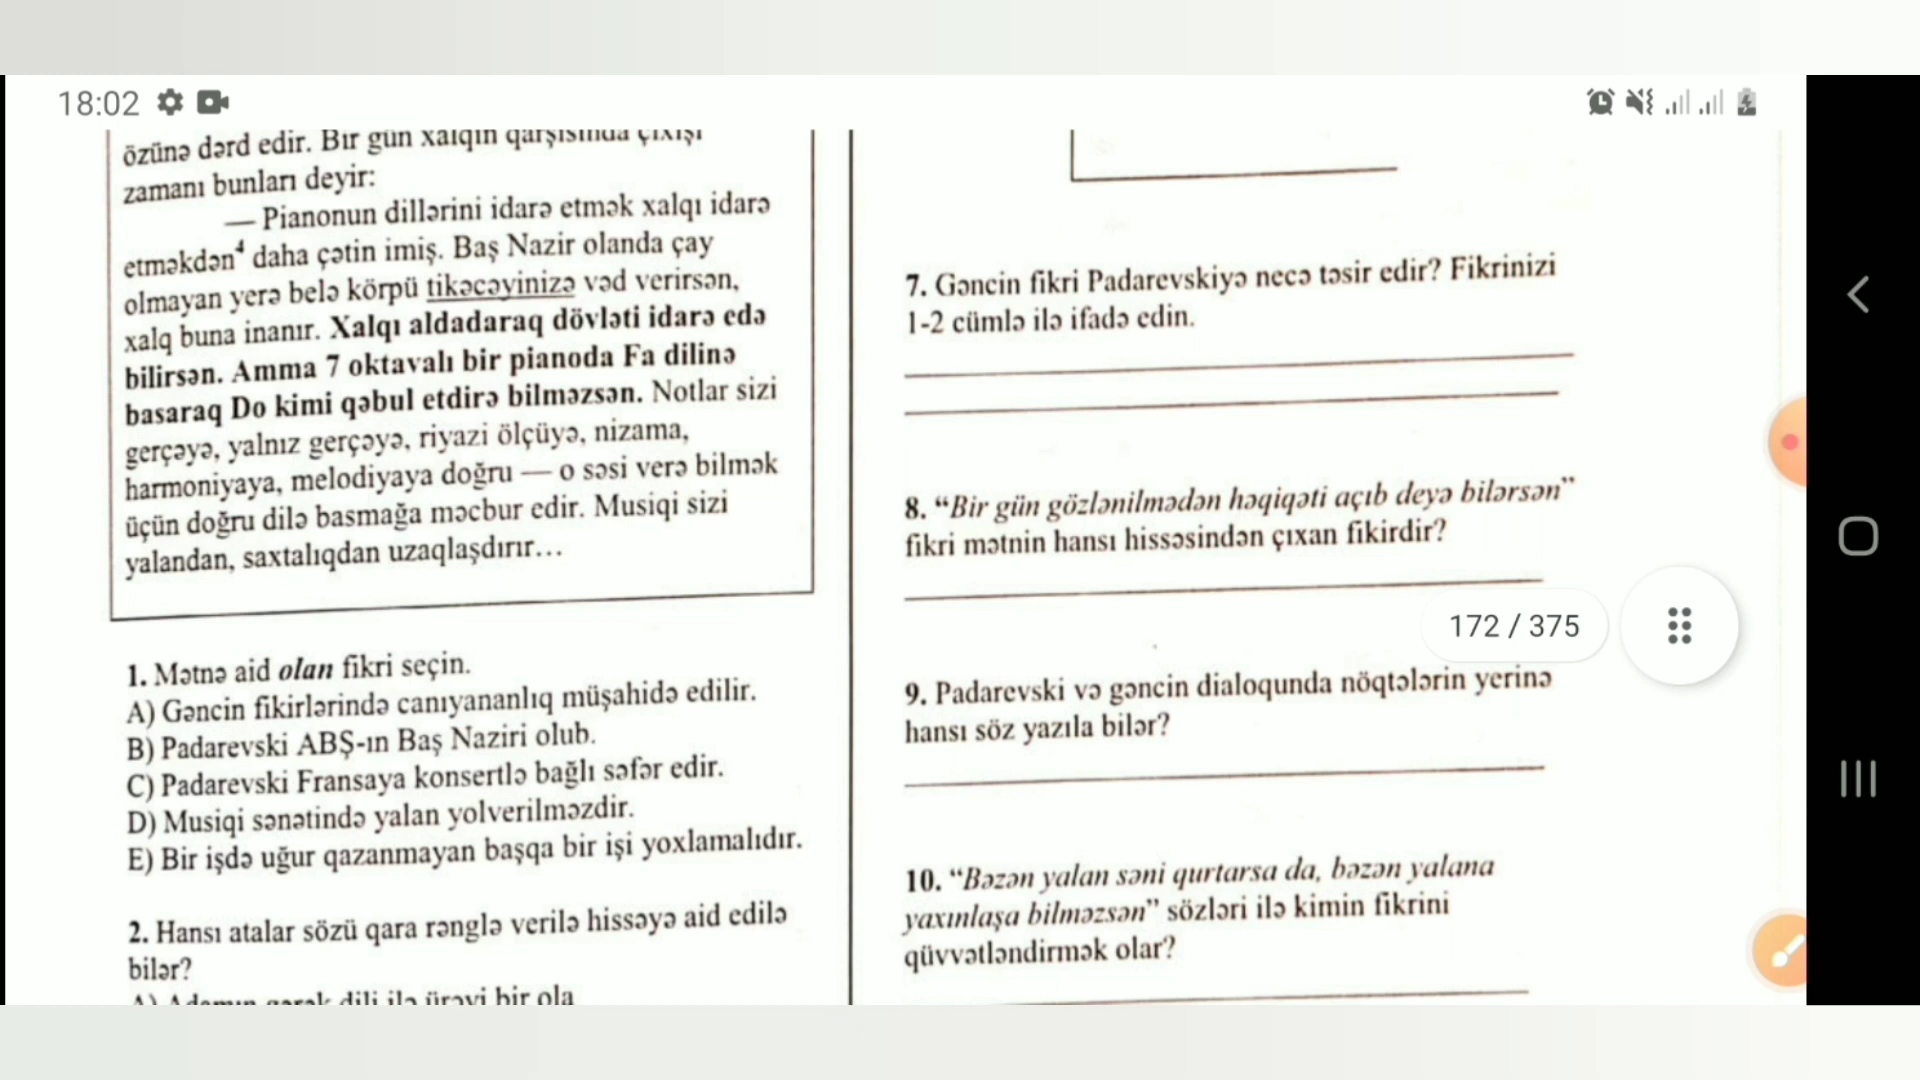 18:02
özünə dərd edir. Bir gün xalqın qarşısında çıxışı
zamanı bunları deyir:
— Pianonun dillərini idarə etmək xalqı idarə
etməkdən⁴ daha çətin imiş. Baş Nazir olanda çay
olmayan yerə belə körpü tikəcəyinizə vəd verirsən,
xalq buna inanır. Xalqı aldadaraq dövləti idarə edə
bilirsən. Amma 7 oktavalı bir pianoda Fa dilinə
basaraq Do kimi qəbul etdirə bilməzsən. Notlar sizi
gerçəyə, yalnız gerçəyə, riyazi ölçüyə, nizama,
harmoniyaya, melodiyaya doğru — o səsi verə bilmək
üçün doğru dilə basmağa məcbur edir. Musiqi sizi
yalandan, saxtalıqdan uzaqlaşdırır...
1. Mətnə aid olan fikri seçin.
A) Gəncin fikirlərində canıyananlıq müşahidə edilir.
B) Padarevski ABŞ-ın Baş Naziri olub.
C) Padarevski Fransaya konsertlə bağlı səfər edir.
D) Musiqi sənətində yalan yolverilməzdir.
E) Bir işdə uğur qazanmayan başqa bir işi yoxlamalıdır.
2. Hansı atalar sözü qara rənglə verilə hissəyə aid edilə
bilər?
A) Adamın gərək dili ilə ürəyi bir ola
7. Gəncin fikri Padarevskiyə necə təsir edir? Fikrinizi
1-2 cümlə ilə ifadə edin.
8. “Bir gün gözlənilmədən həqiqəti açıb deyə bilərsən”
fikri mətnin hansı hissəsindən çıxan fikirdir?
172 / 375
9. Padarevski və gəncin dialoqunda nöqtələrin yerinə
hansı söz yazıla bilər?
10. “Bəzən yalan səni qurtarsa da, bəzən yalana
yaxınlaşa bilməzsən” sözləri ilə kimin fikrini
qüvvətləndirmək olar?